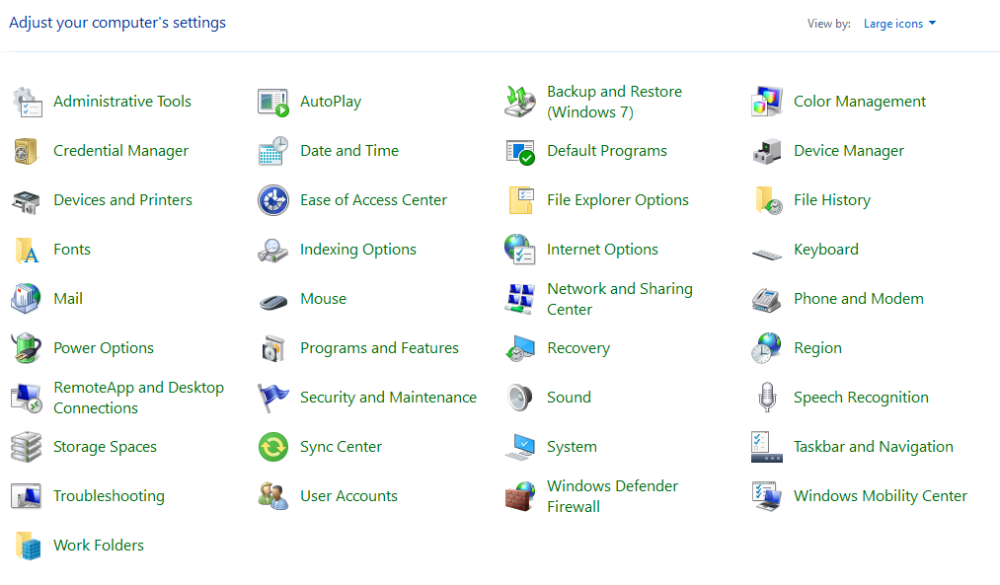 Adjust your computer's settings
View by: Large icons
Administrative Tools
AutoPlay
Backup and Restore
(Windows 7)
Color Management
Credential Manager
Date and Time
Default Programs
Device Manager
Devices and Printers
Ease of Access Center
File Explorer Options
File History
Fonts
Indexing Options
Internet Options
Keyboard
Mail
Mouse
Network and Sharing
Center
Phone and Modem
Power Options
Programs and Features
Recovery
Region
RemoteApp and Desktop
Connections
Security and Maintenance
Sound
Speech Recognition
Storage Spaces
Sync Center
System
Taskbar and Navigation
Troubleshooting
User Accounts
Windows Defender
Firewall
Windows Mobility Center
Work Folders